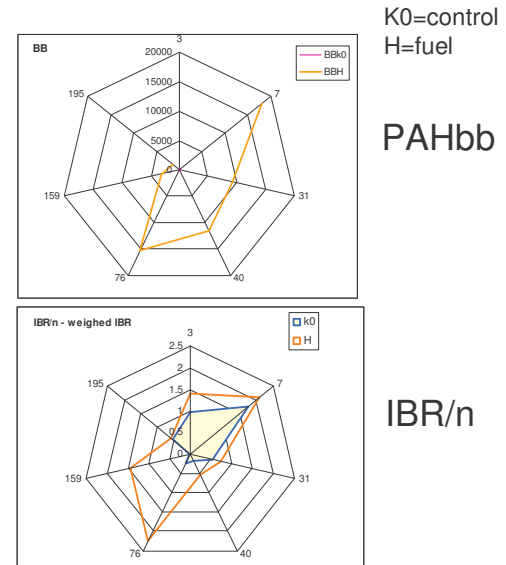 K0=control
H=fuel
BB
3
20000
15000
10000
5000
0
7
31
40
76
159
195
BBk0
BBH
PAHbb
IBR/n - weighed IBR
3
2.5
2
1.5
1
0.5
0
7
31
40
76
159
195
k0
H
IBR/n